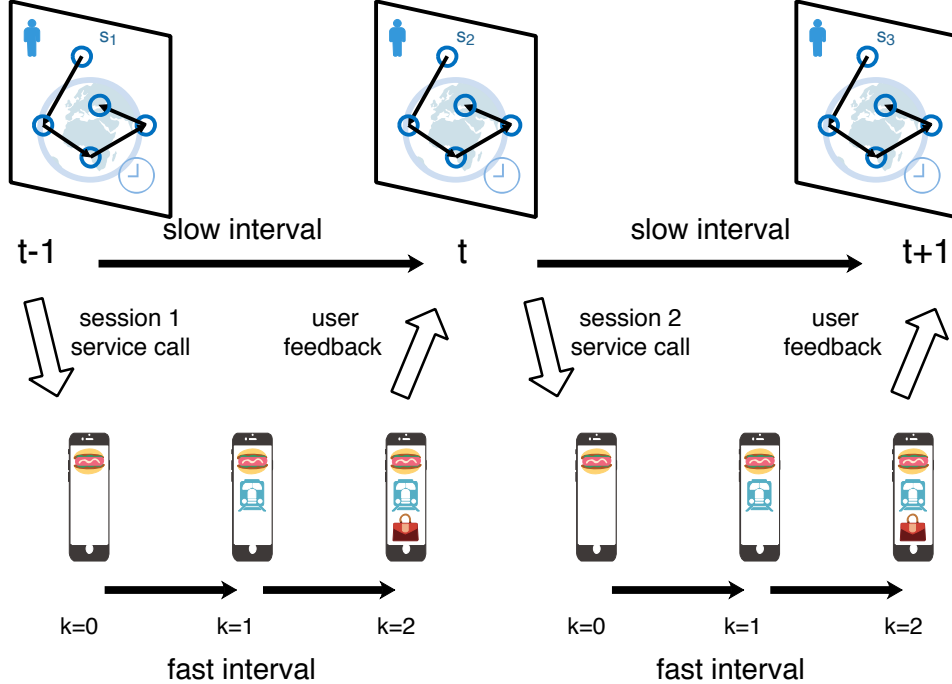 s1
s2
s3
slow interval
slow interval
t-1
t
t+1
session 1
service call
user
feedback
session 2
service call
user
feedback
k=0
k=1
k=2
k=0
k=1
k=2
fast interval
fast interval